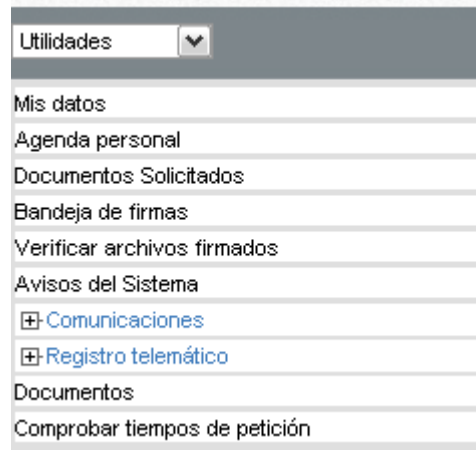 Utilidades
Mis datos
Agenda personal
Documentos Solicitados
Bandeja de firmas
Verificar archivos firmados
Avisos del Sistema
Comunicaciones
Registro telemático
Documentos
Comprobar tiempos de petición